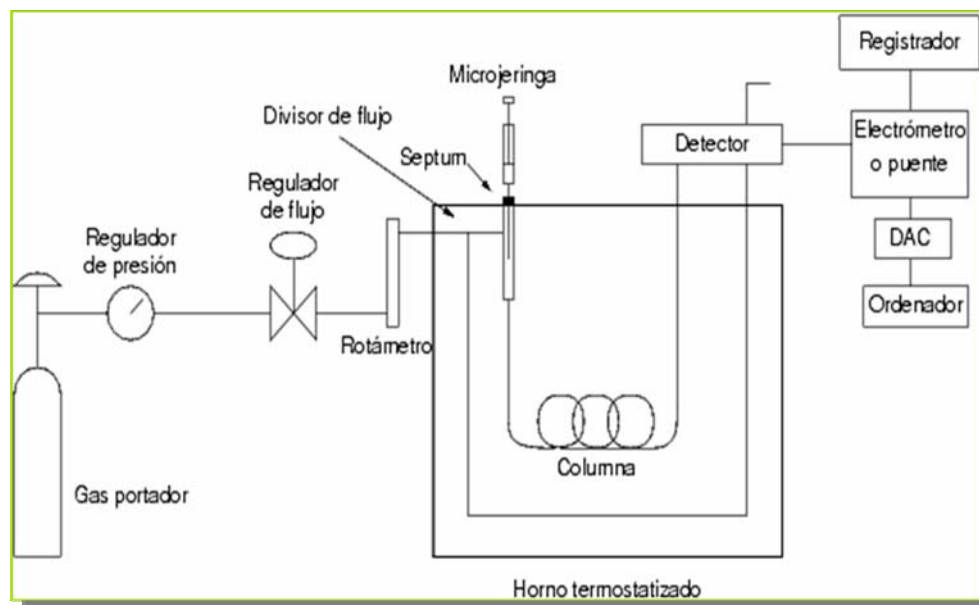 Registrador
Microjeringa
Divisor de flujo
Septum
Detector
Electrómetro
o puente
Regulador
de flujo
Regulador
de presión
DAC
Ordenador
Rotámetro
Columna
Gas portador
Horno termostatizado